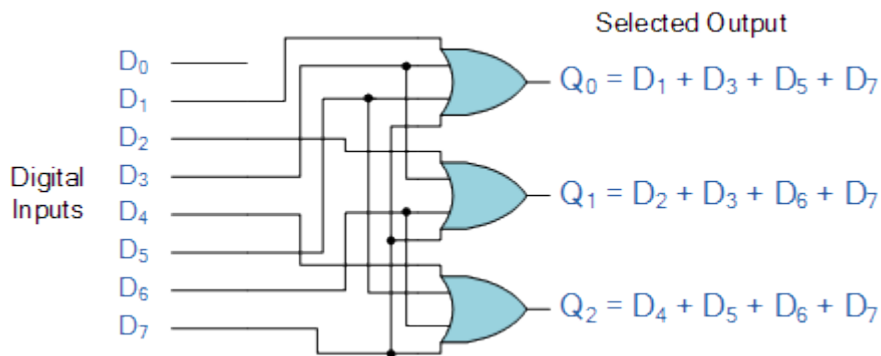 Selected Output
D₀
D₁
D₂
D₃
D₄
D₅
D₆
D₇
Digital
Inputs
Q₀ = D₁ + D₃ + D₅ + D₇
Q₁ = D₂ + D₃ + D₆ + D₇
Q₂ = D₄ + D₅ + D₆ + D₇